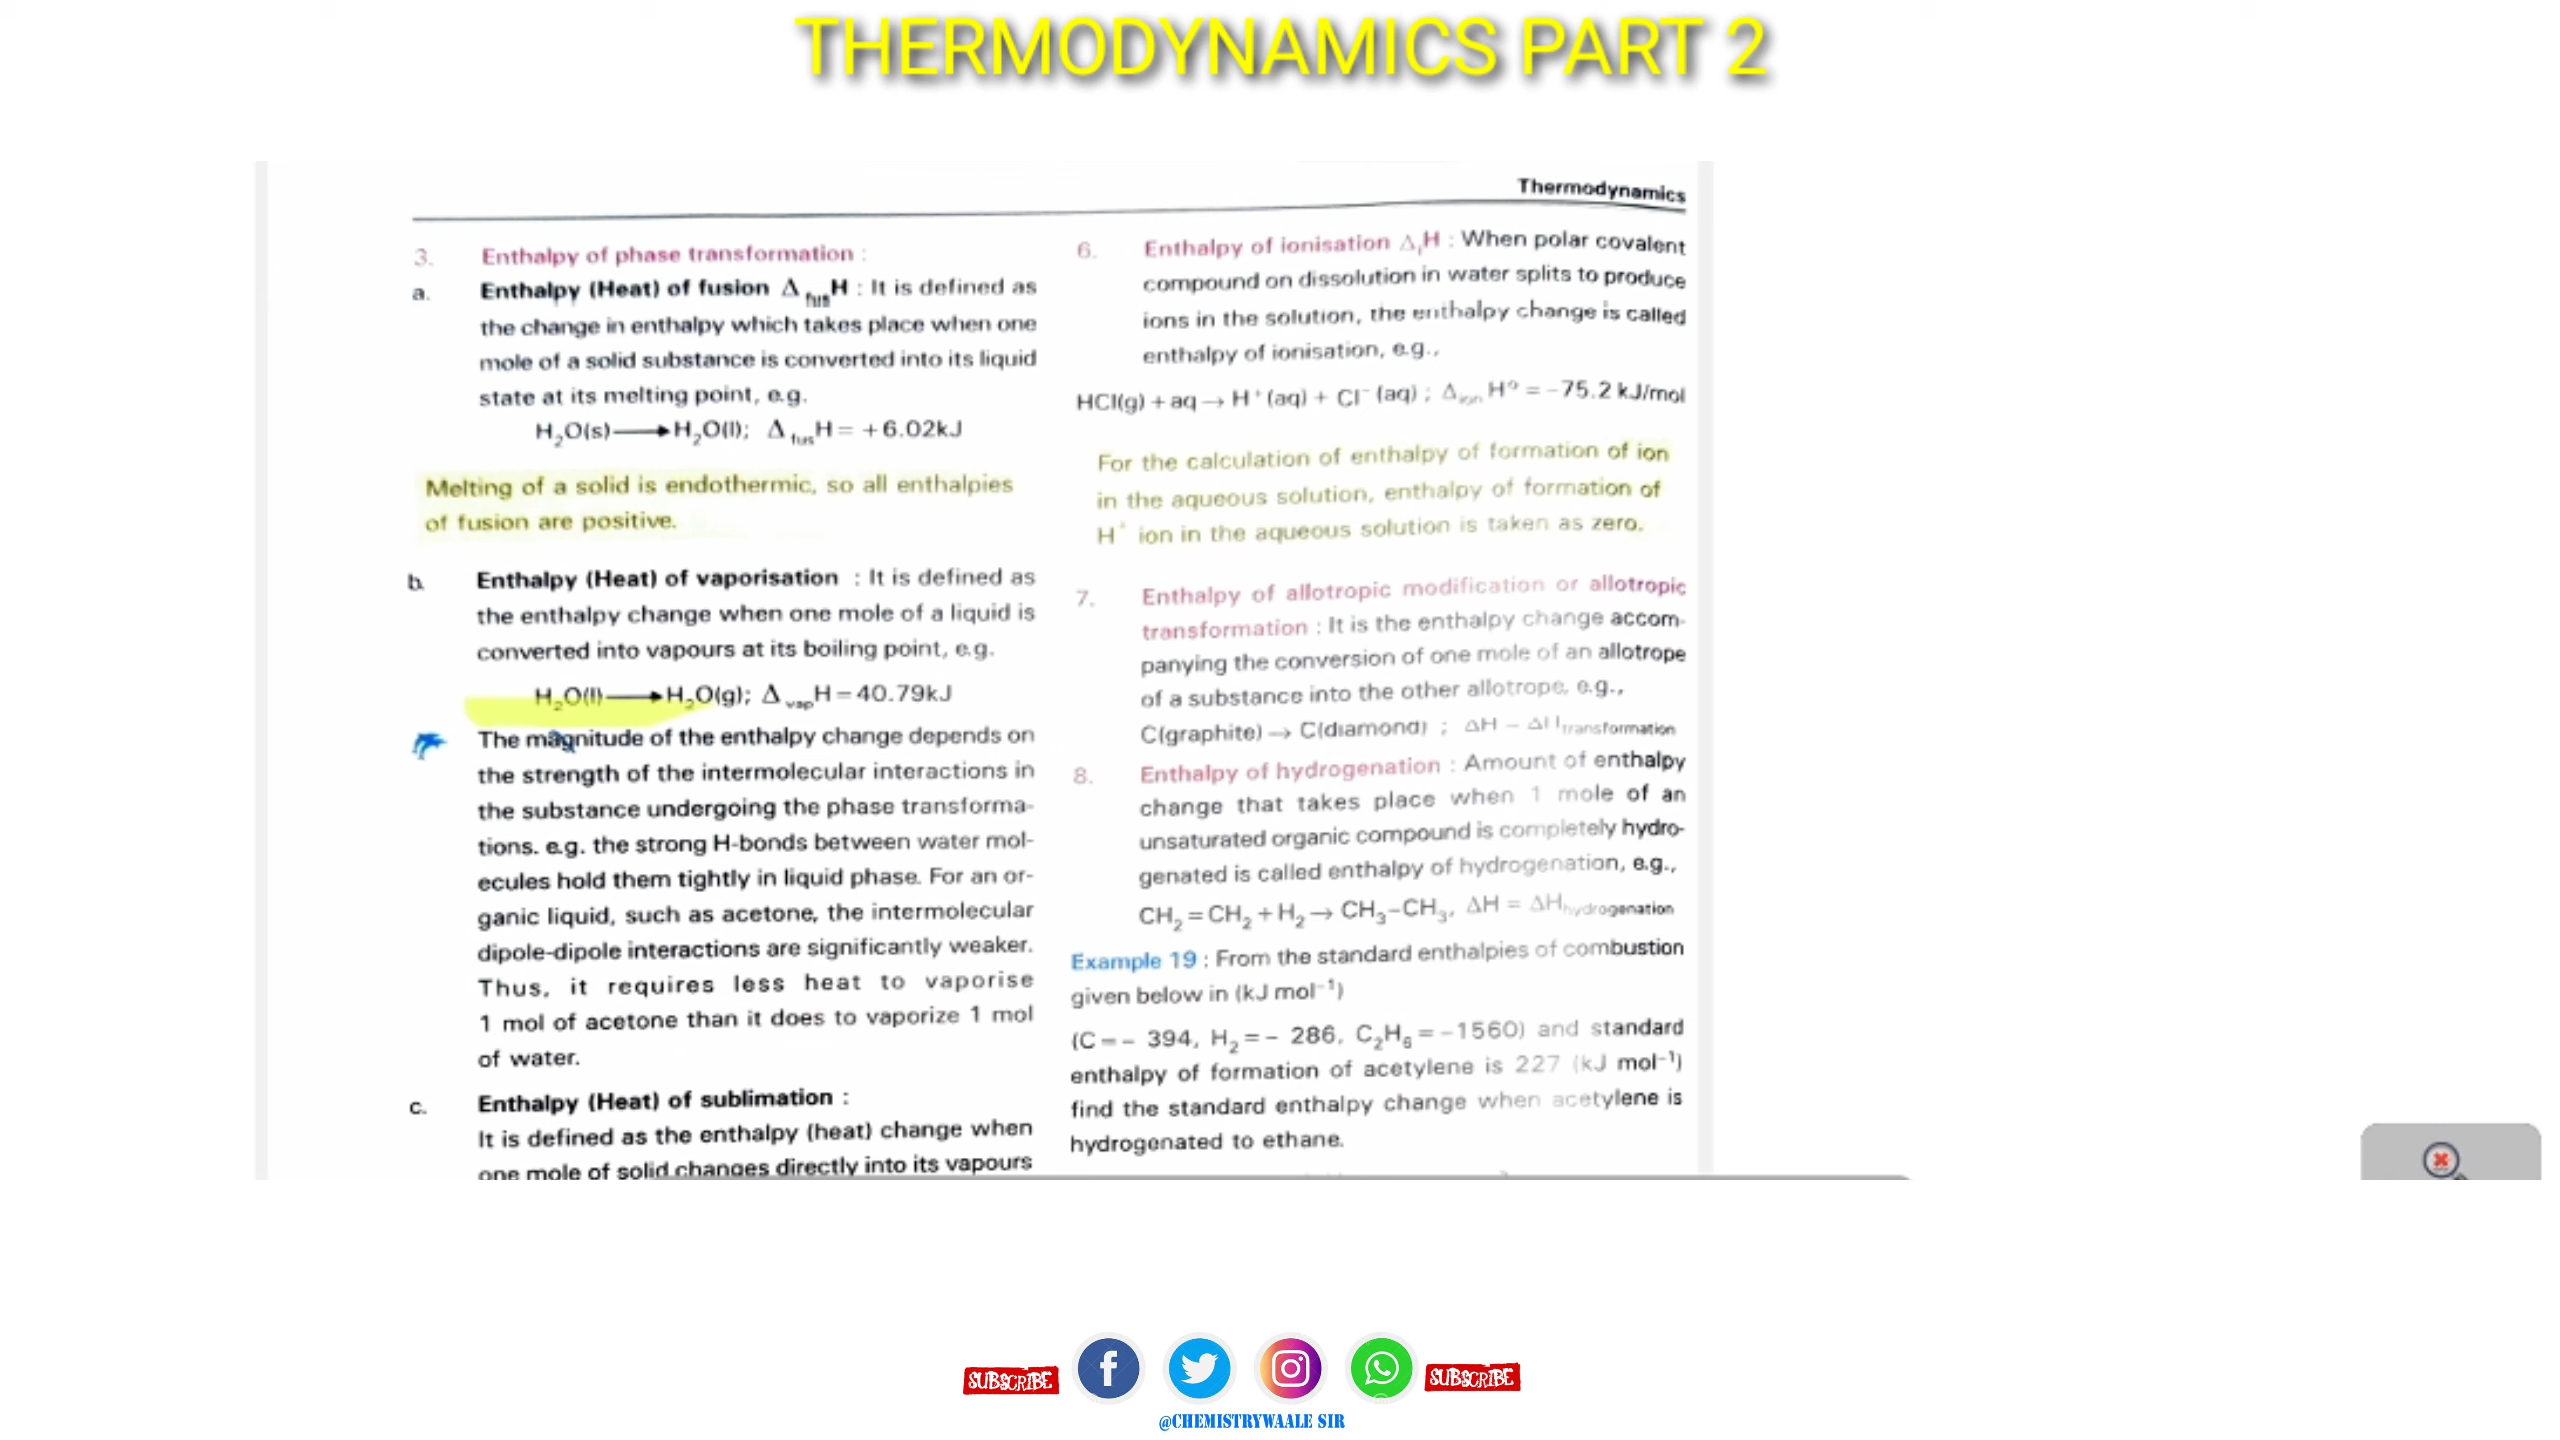 THERMODYNAMICS PART 2
Thermodynamics
3. Enthalpy of phase transformation :
a. Enthalpy (Heat) of fusion Δ fus H : It is defined as
the change in enthalpy which takes place when one
mole of a solid substance is converted into its liquid
state at its melting point, e.g.
H₂O(s)⟶H₂O(l); Δ fus H = +6.02kJ
Melting of a solid is endothermic, so all enthalpies
of fusion are positive.
b. Enthalpy (Heat) of vaporisation : It is defined as
the enthalpy change when one mole of a liquid is
converted into vapours at its boiling point, e.g.
H₂O(l)⟶H₂O(g); Δ vap H = 40.79kJ
The magnitude of the enthalpy change depends on
the strength of the intermolecular interactions in
the substance undergoing the phase transforma-
tions. e.g. the strong H-bonds between water mol-
ecules hold them tightly in liquid phase. For an or-
ganic liquid, such as acetone, the intermolecular
dipole-dipole interactions are significantly weaker.
Thus, it requires less heat to vaporise
1 mol of acetone than it does to vaporize 1 mol
of water.
c. Enthalpy (Heat) of sublimation :
It is defined as the enthalpy (heat) change when
one mole of solid changes directly into its vapours
6. Enthalpy of ionisation ΔᵢH : When polar covalent
compound on dissolution in water splits to produce
ions in the solution, the enthalpy change is called
enthalpy of ionisation, e.g.,
HCl(g) + aq → H⁺(aq) + Cl⁻(aq) ; Δion H° = −75.2 kJ/mol
For the calculation of enthalpy of formation of ion
in the aqueous solution, enthalpy of formation of
H⁺ ion in the aqueous solution is taken as zero.
7. Enthalpy of allotropic modification or allotropic
transformation : It is the enthalpy change accom-
panying the conversion of one mole of an allotrope
of a substance into the other allotrope, e.g.,
C(graphite) → C(diamond) ; ΔH = ΔH transformation
8. Enthalpy of hydrogenation : Amount of enthalpy
change that takes place when 1 mole of an
unsaturated organic compound is completely hydro-
genated is called enthalpy of hydrogenation, e.g.,
CH₂ = CH₂ + H₂ → CH₃−CH₃, ΔH = ΔH hydrogenation
Example 19 : From the standard enthalpies of combustion
given below in (kJ mol⁻¹)
(C = − 394, H₂ = − 286, C₂H₆ = −1560) and standard
enthalpy of formation of acetylene is 227 (kJ mol⁻¹)
find the standard enthalpy change when acetylene is
hydrogenated to ethane.
SUBSCRIBE
SUBSCRIBE
@CHEMISTRYWAALE SIR